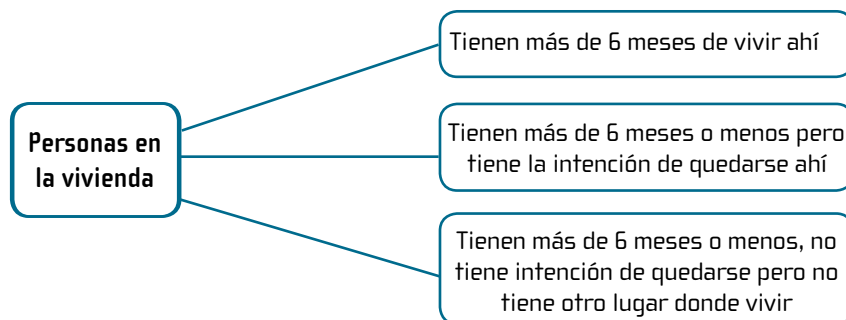 Tienen más de 6 meses de vivir ahí
Personas en
la vivienda
Tienen más de 6 meses o menos pero
tiene la intención de quedarse ahí
Tienen más de 6 meses o menos, no
tiene intención de quedarse pero no
tiene otro lugar donde vivir